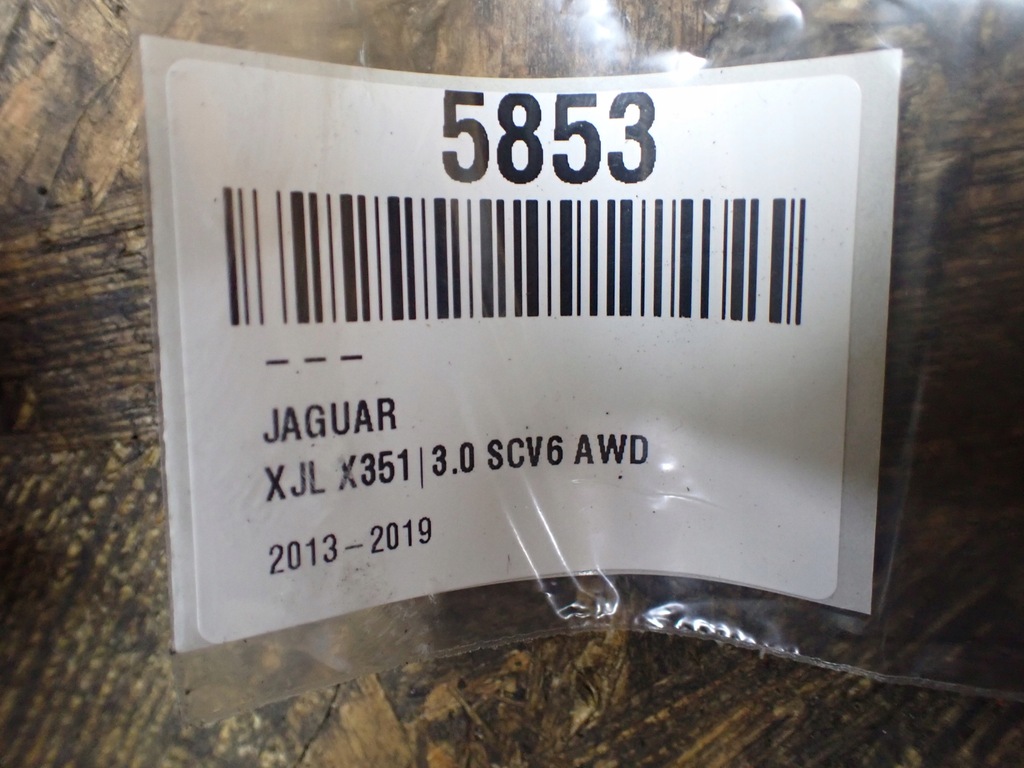 5853
---
JAGUAR
XJL X351|3.0 SCV6 AWD
2013-2019